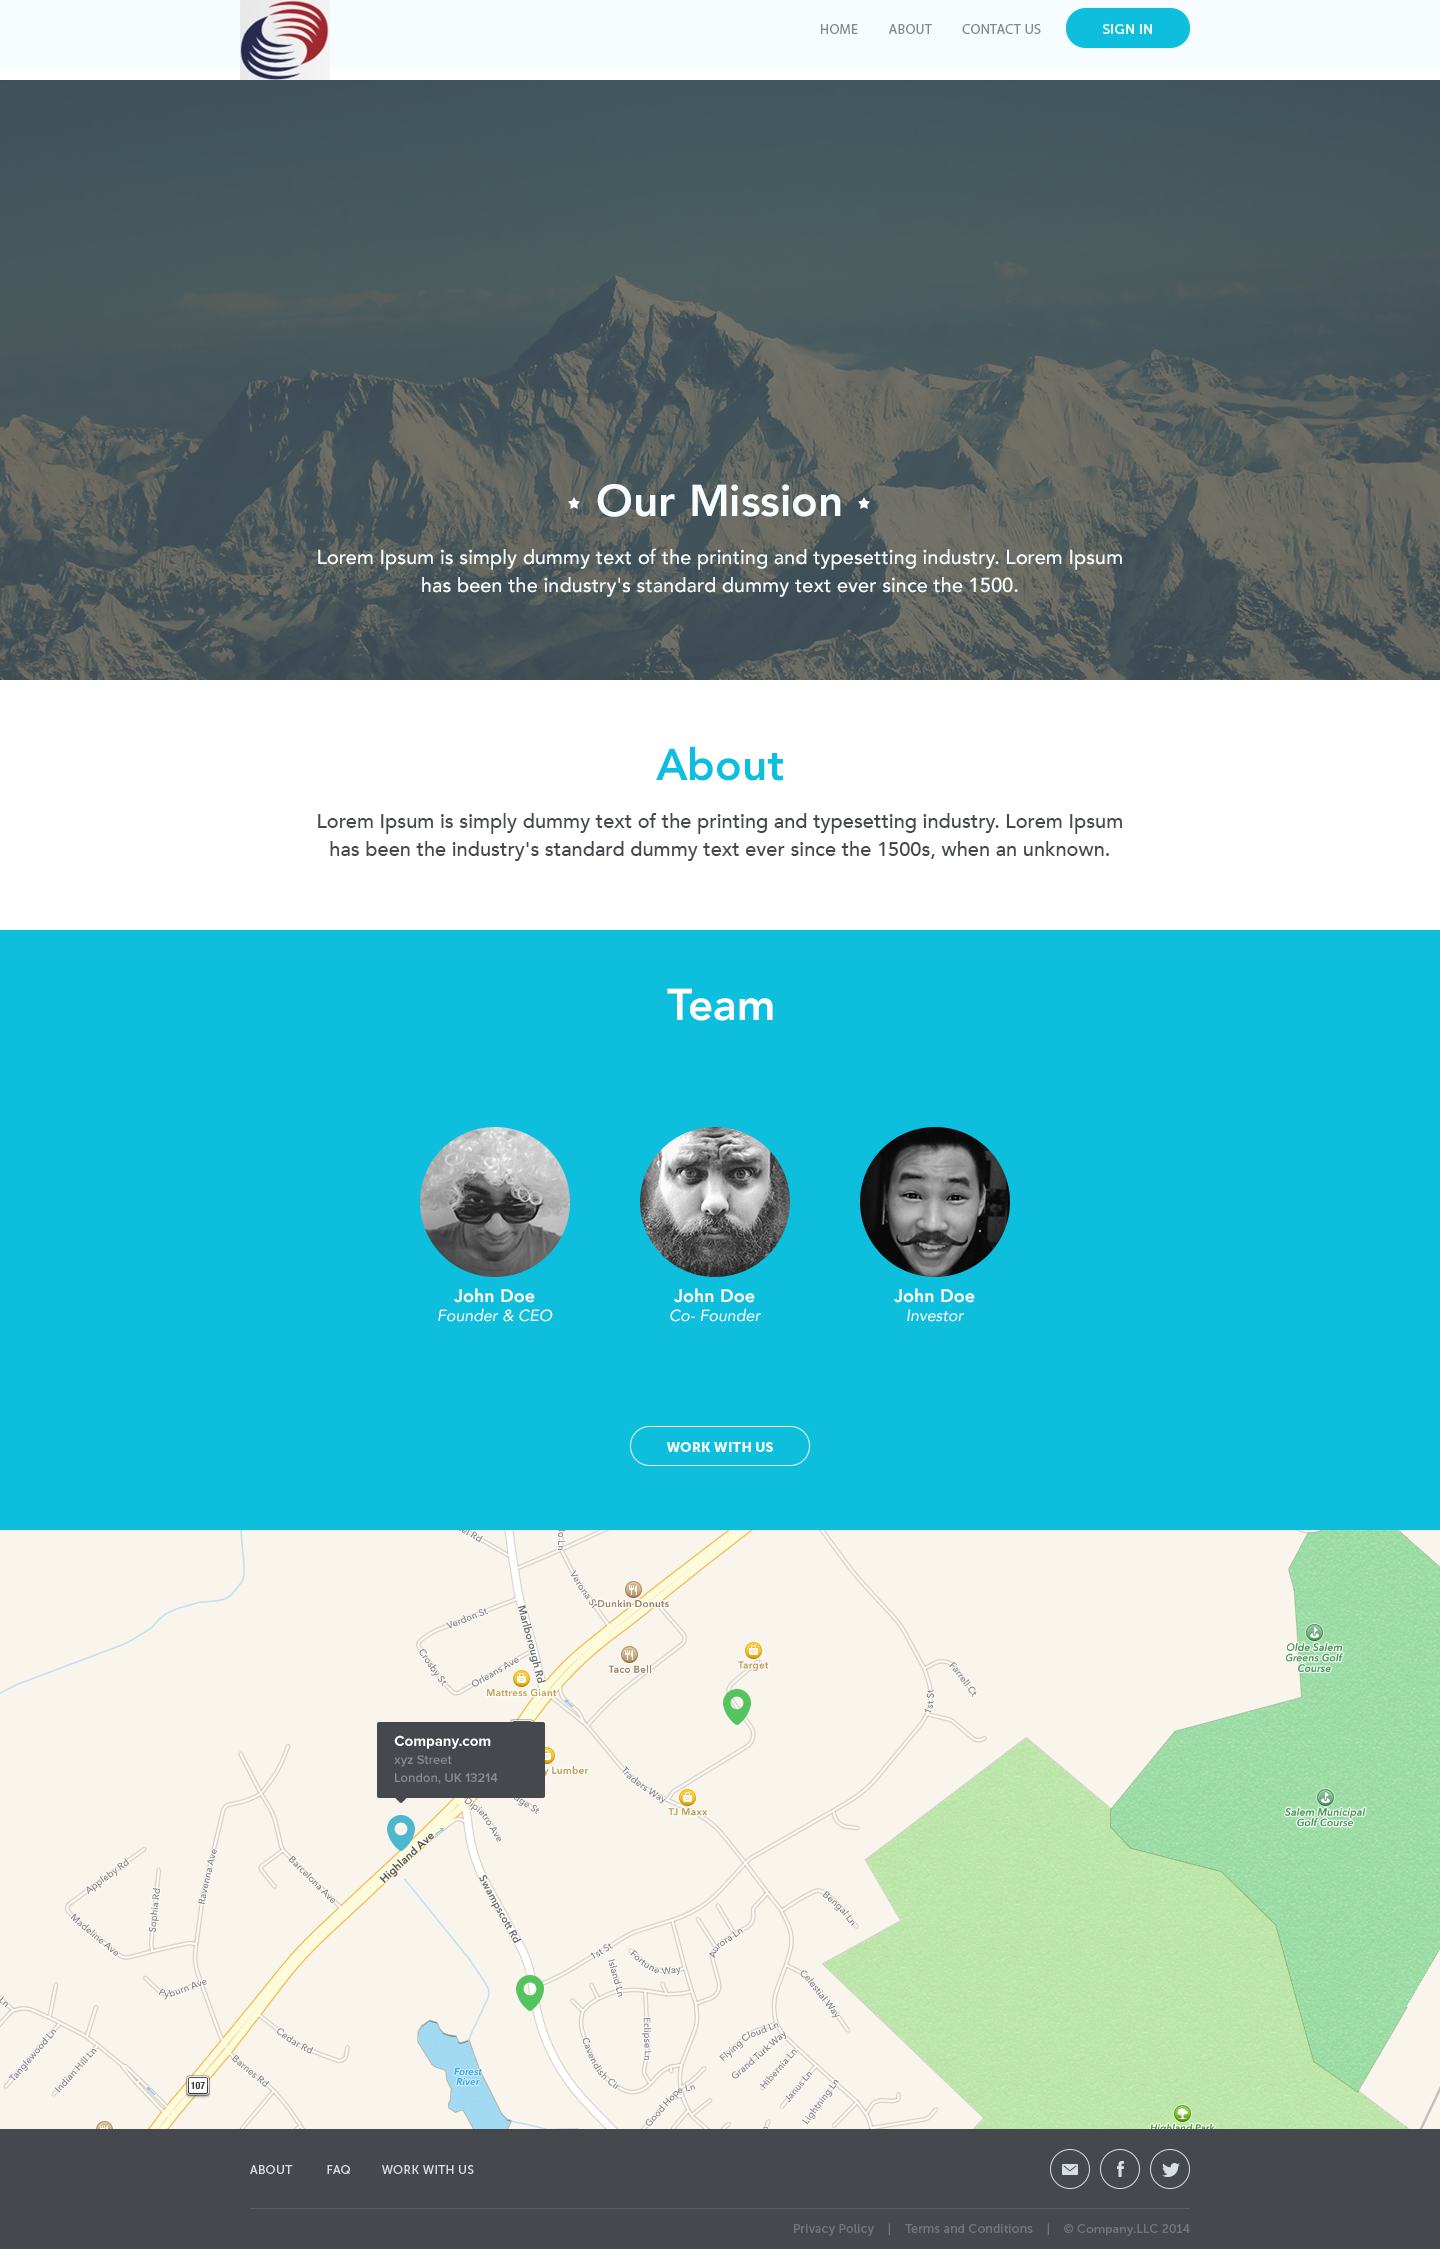 HOME ABOUT CONTACT US SIGN IN
Our Mission
Lorem Ipsum is simply dummy text of the printing and typesetting industry. Lorem Ipsum
has been the industry's standard dummy text ever since the 1500.
About
Lorem Ipsum is simply dummy text of the printing and typesetting industry. Lorem Ipsum
has been the industry's standard dummy text ever since the 1500s, when an unknown.
Team
John Doe
Founder & CEO
John Doe
Co- Founder
John Doe
Investor
WORK WITH US
Verona S
Dunkin Donuts
Verdon St
Marlborough Rd
Crosby St
Orleans Ave
Taco Bell
Target
Mattress Giant
Farrell Ct
1st St
Olde Salem
Greens Golf
Course
Company.com
xyz Street
London, UK 13214
y Lumber
Traders Way
TJ Maxx
Dipietro Ave
Salem Municipal
Golf Course
Highland Ave
Appleby Rd
Sophia Rd
Ravenna Ave
Barcelona Ave
Madeline Ave
Swampscott Rd
Bengal Ln
1st St
Island Ln
Fortune Way
Aurora Ln
Celestial Way
Pyburn Ave
Cedar Rd
Barnes Rd
Tanglewood Ln
Indian Hill Ln
107
Forest
River
Cavendish Cir
Eclipse Ln
Good Hope Ln
Flying Cloud Ln
Grand Turk Way
Hibernia Ln
Janus Ln
Lightning Ln
Highland Park
ABOUT FAQ WORK WITH US
Privacy Policy | Terms and Conditions | © Company.LLC 2014